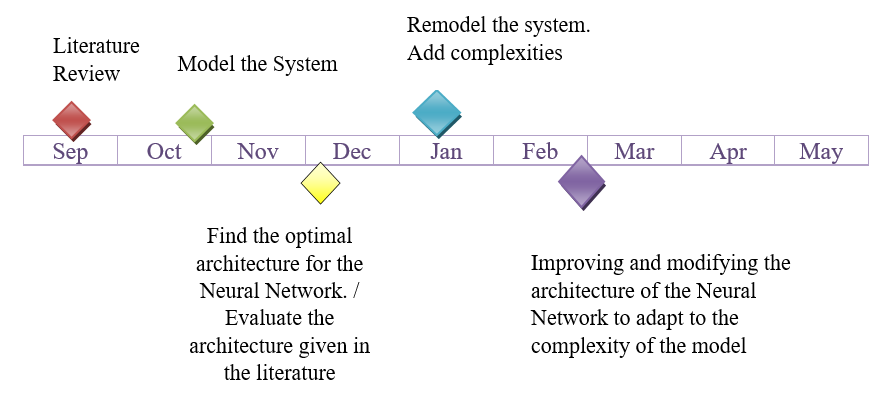 Literature
Review
Model the System
Remodel the system.
Add complexities
Sep Oct Nov Dec Jan Feb Mar Apr May
Find the optimal
architecture for the
Neural Network. /
Evaluate the
architecture given in
the literature
Improving and modifying the
architecture of the Neural
Network to adapt to the
complexity of the model